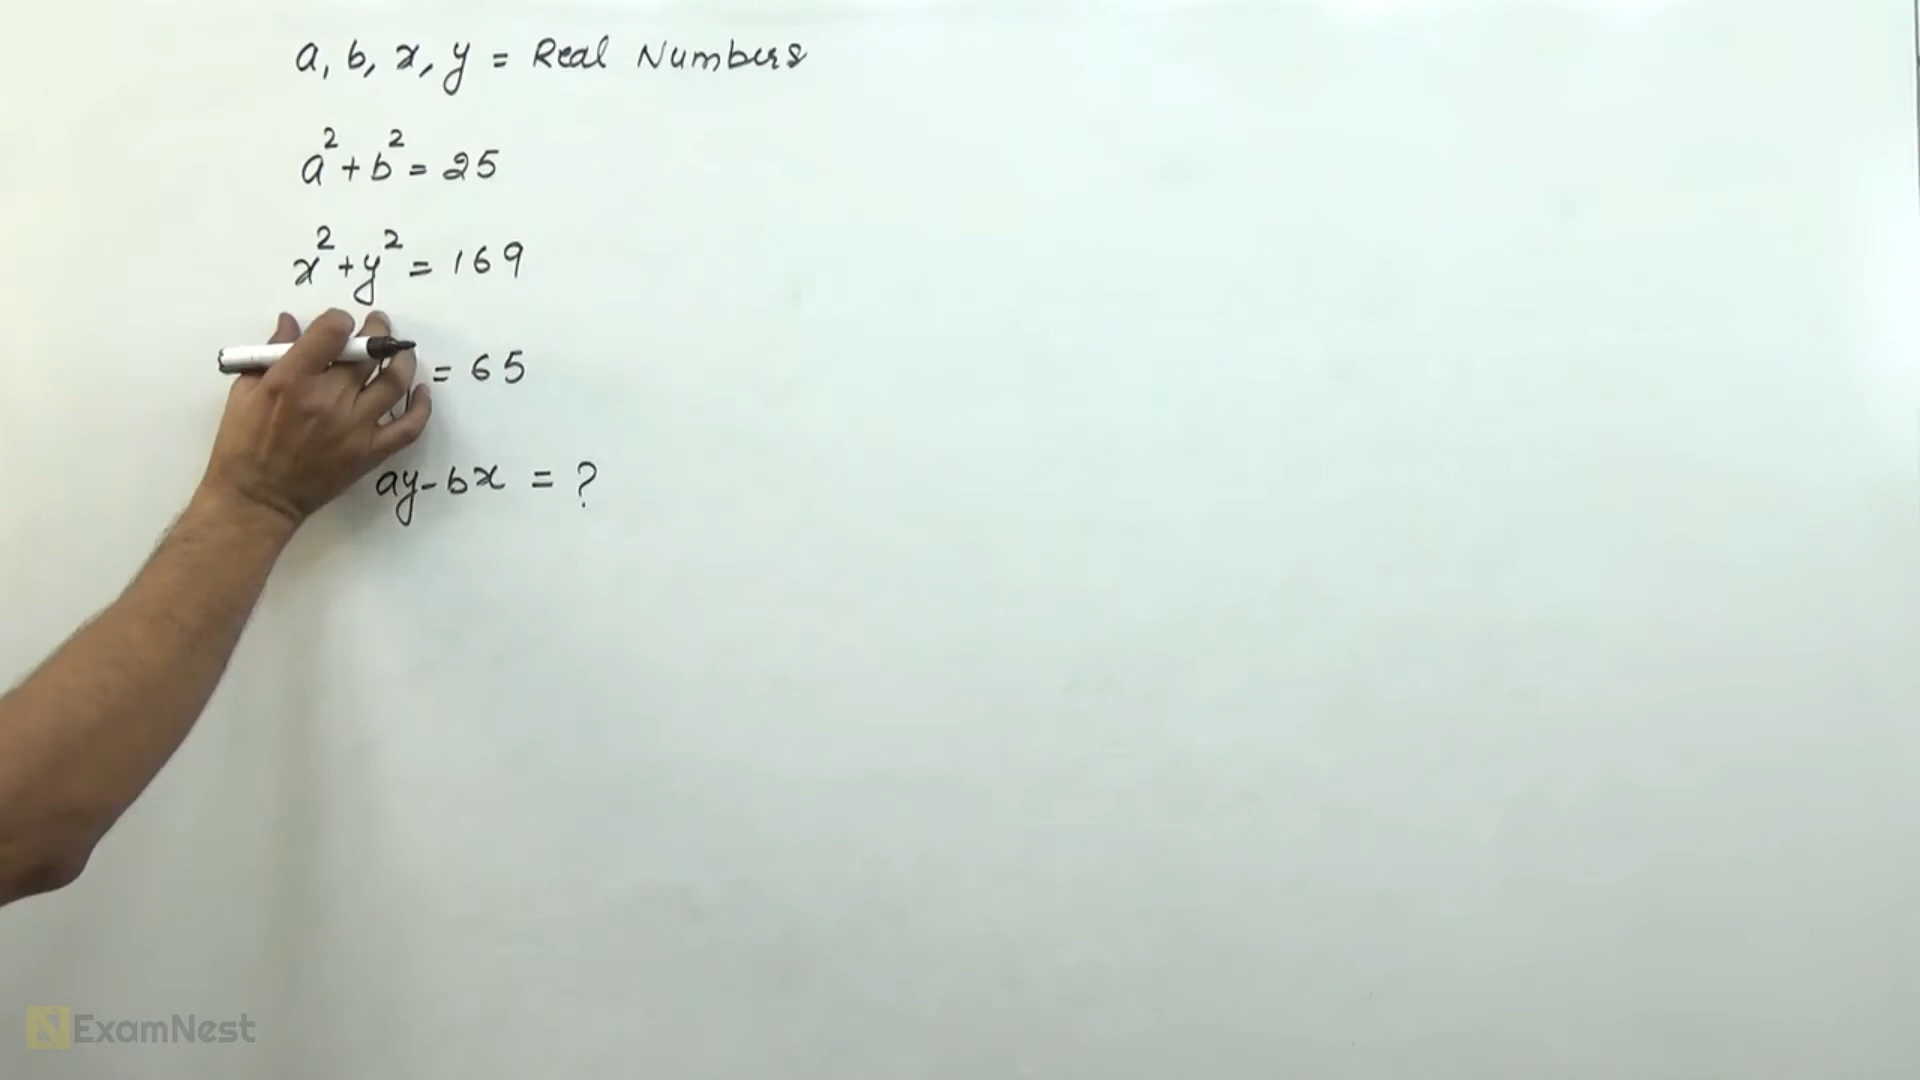 a, b, x, y = Real Numbers
a² + b² = 25
x² + y² = 169
= 65
ay - bx = ?
ExamNest